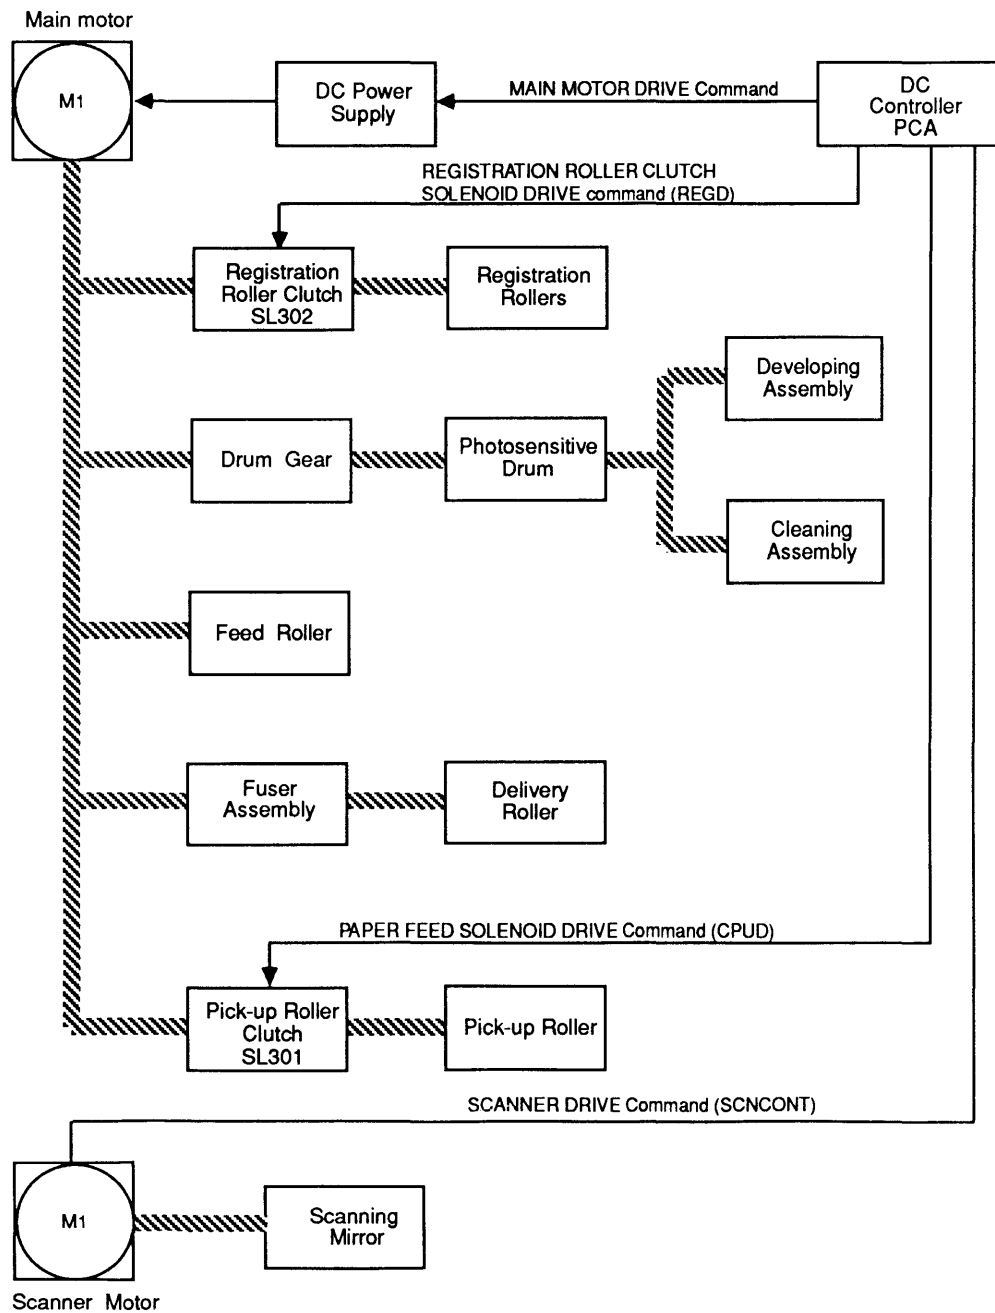 Main motor
M1
DC Power
Supply
MAIN MOTOR DRIVE Command
DC
Controller
PCA
REGISTRATION ROLLER CLUTCH
SOLENOID DRIVE command (REGD)
Registration
Roller Clutch
SL302
Registration
Rollers
Developing
Assembly
Drum Gear
Photosensitive
Drum
Cleaning
Assembly
Feed Roller
Fuser
Assembly
Delivery
Roller
PAPER FEED SOLENOID DRIVE Command (CPUD)
Pick-up Roller
Clutch
SL301
Pick-up Roller
SCANNER DRIVE Command (SCNCONT)
M1
Scanning
Mirror
Scanner Motor